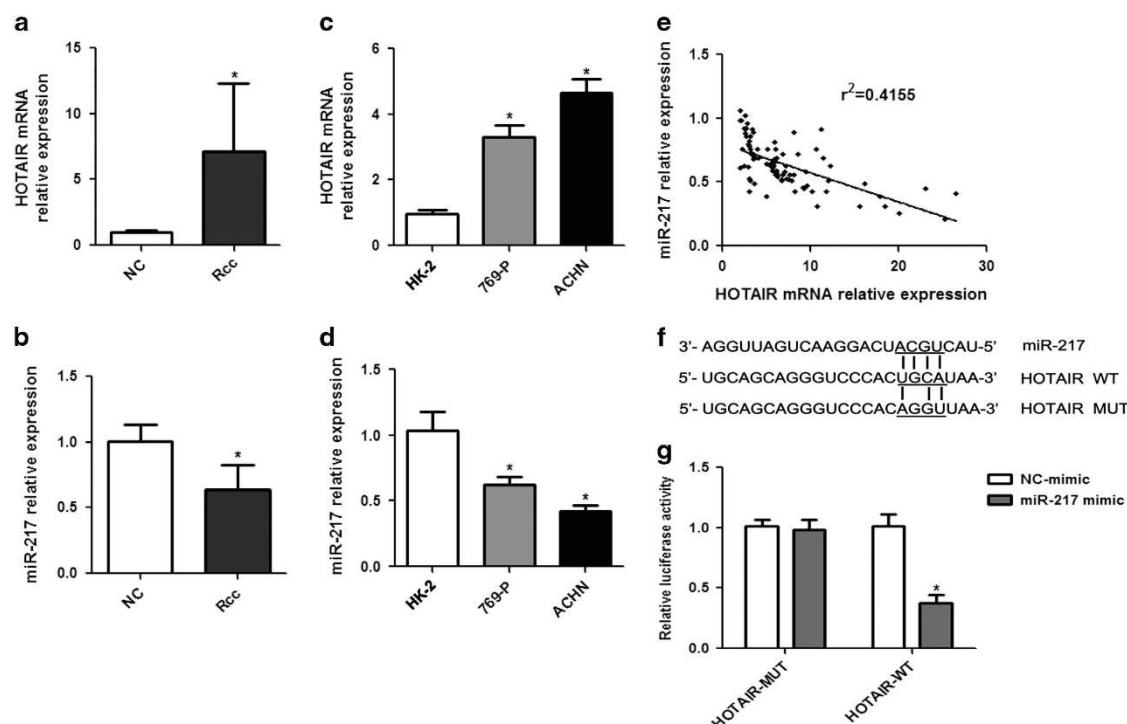 a
HOTAIR mRNA
relative expression
15
10
5
0
*
NC
Rcc
b
miR-217 relative expression
1.5
1.0
0.5
0.0
*
NC
Rcc
c
HOTAIR mRNA
relative expression
6
4
2
0
*
*
HK-2
769-P
ACHN
d
miR-217 relative expression
1.5
1.0
0.5
0.0
*
*
HK-2
769-P
ACHN
e
miR-217 relative expression
1.5
1.0
0.5
0.0
r²=0.4155
0 10 20 30
HOTAIR mRNA relative expression
f
3'- AGGUUAGUCAAGGACUACGUCAU-5' miR-217
5'- UGCAGCAGGGUCCCACUGCAUAA-3' HOTAIR WT
5'- UGCAGCAGGGUCCCACAGGUUAA-3' HOTAIR MUT
g
Relative luciferase activity
1.5
1.0
0.5
0.0
NC-mimic
miR-217 mimic
*
HOTAIR-MUT
HOTAIR-WT